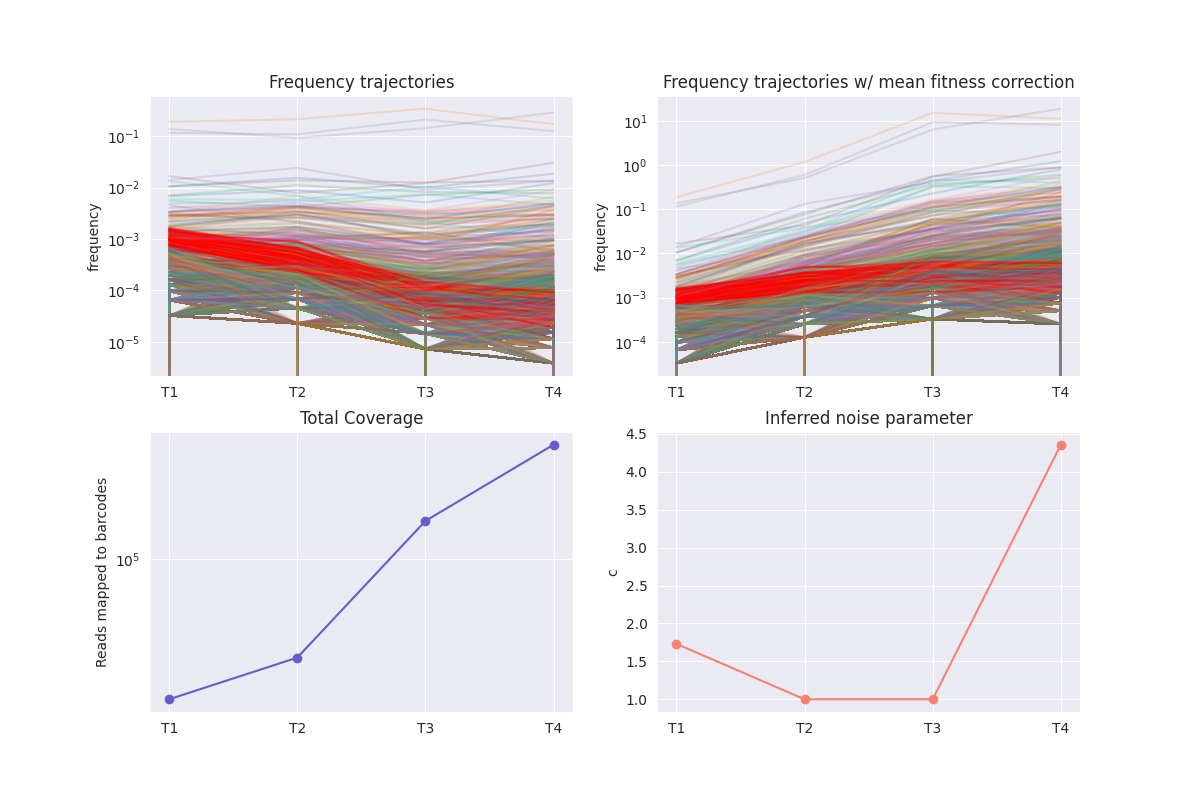 Frequency trajectories
frequency
10⁻¹
10⁻²
10⁻³
10⁻⁴
10⁻⁵
T1 T2 T3 T4
Frequency trajectories w/ mean fitness correction
frequency
10¹
10⁰
10⁻¹
10⁻²
10⁻³
10⁻⁴
T1 T2 T3 T4
Total Coverage
Reads mapped to barcodes
10⁵
T1 T2 T3 T4
Inferred noise parameter
c
4.5
4.0
3.5
3.0
2.5
2.0
1.5
1.0
T1 T2 T3 T4